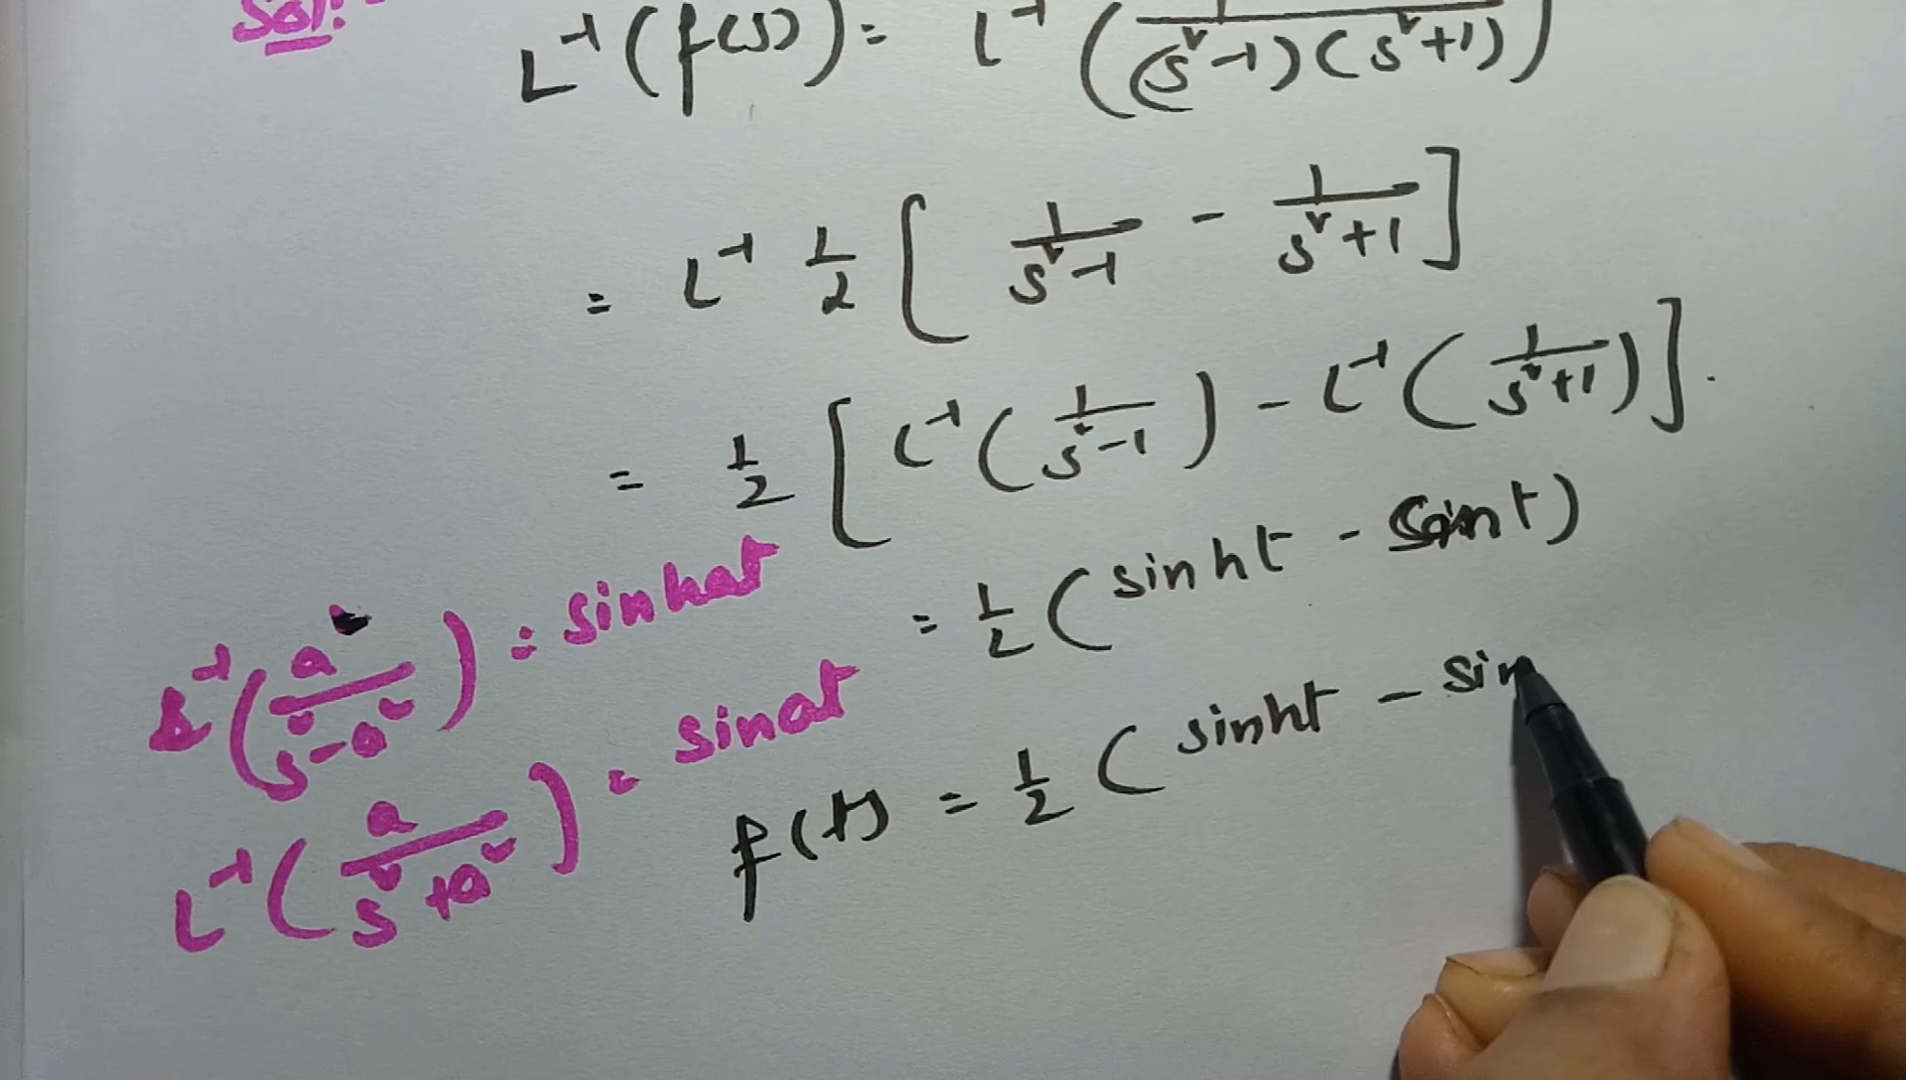 Sol:-
L⁻¹(f(s)) = L⁻¹(1/((s²-1)(s²+1)))
= L⁻¹ 1/2 [1/(s²-1) - 1/(s²+1)]
= 1/2 [L⁻¹(1/(s²-1)) - L⁻¹(1/(s²+1))].
= 1/2 (sinht - sint)
L⁻¹(a/(s²-a²)) = sinhat
L⁻¹(a/(s²+a²)) = sinat
f(t) = 1/2 (sinht - sin